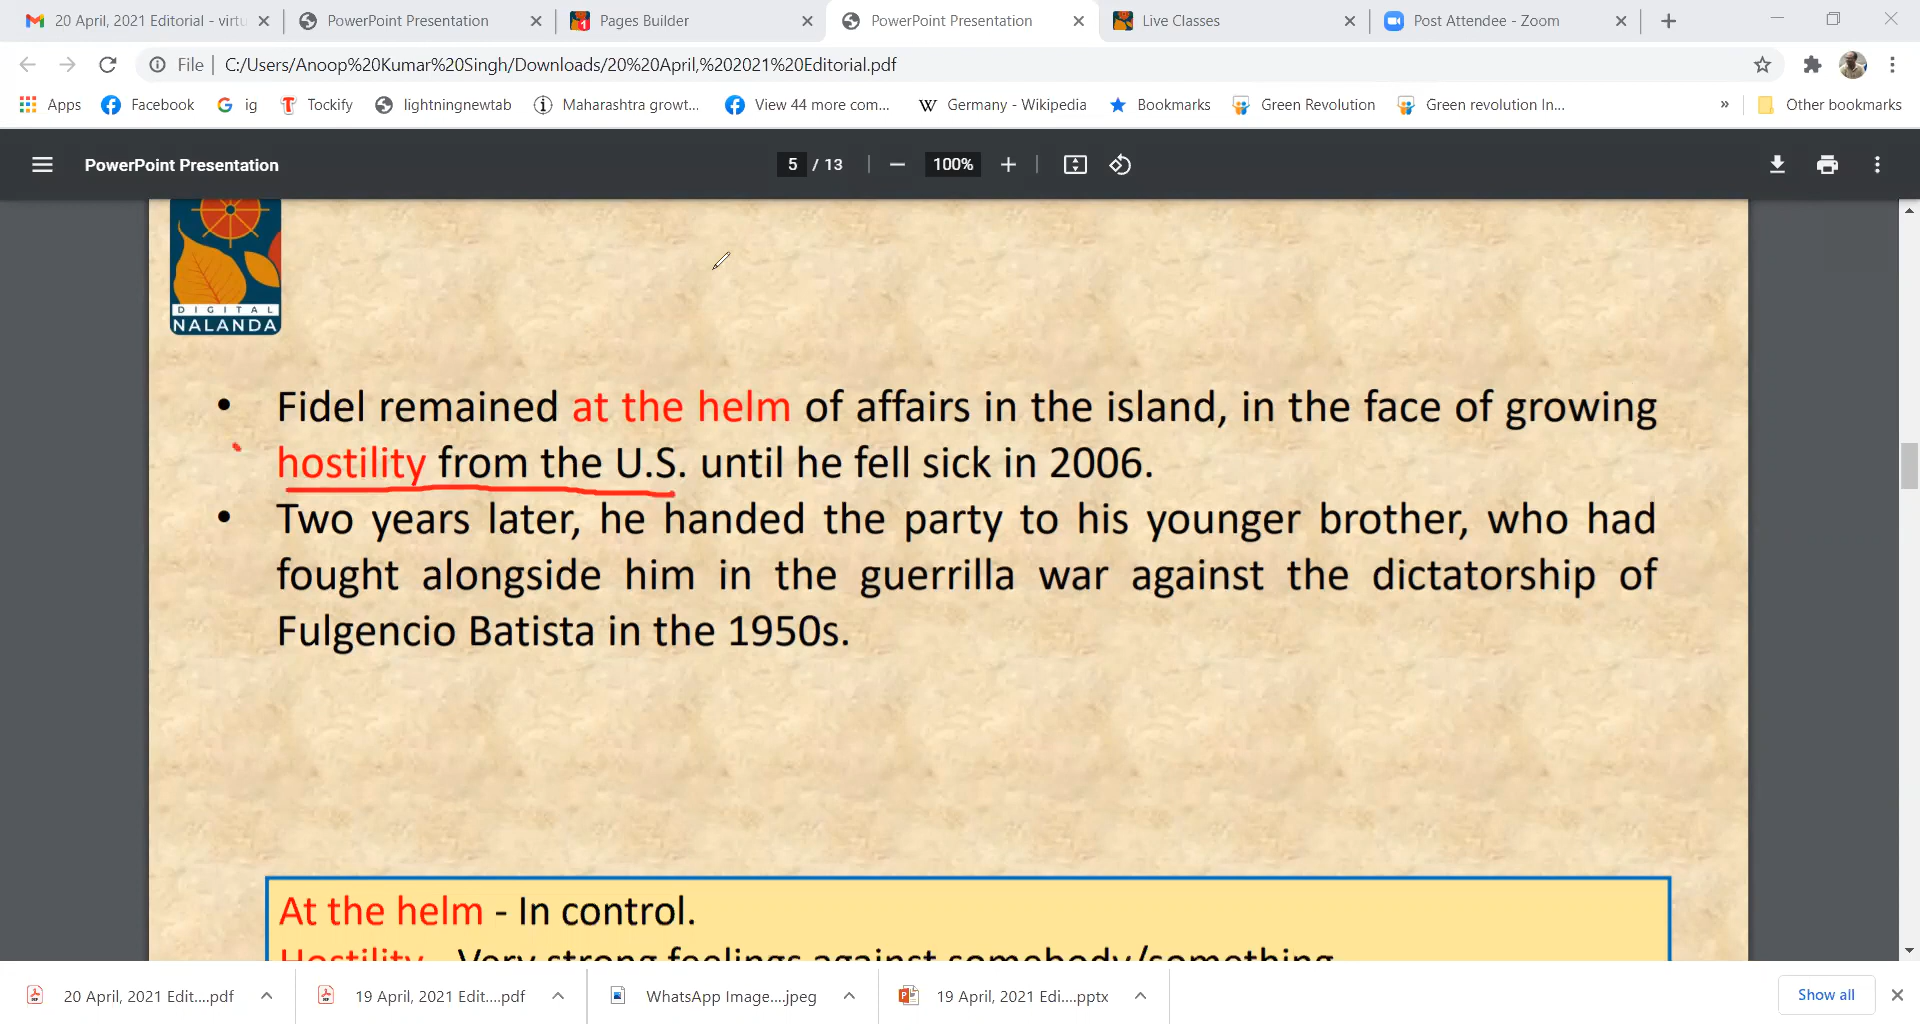 20 April, 2021 Editorial - virtu
PowerPoint Presentation
Pages Builder
PowerPoint Presentation
Live Classes
Post Attendee - Zoom
File | C:/Users/Anoop%20Kumar%20Singh/Downloads/20%20April,%202021%20Editorial.pdf
Apps Facebook ig Tockify lightningnewtab Maharashtra growt... View 44 more com... Germany - Wikipedia Bookmarks Green Revolution Green revolution In... » Other bookmarks
PowerPoint Presentation 5 / 13 100%
DIGITAL
NALANDA
• Fidel remained at the helm of affairs in the island, in the face of growing
hostility from the U.S. until he fell sick in 2006.
• Two years later, he handed the party to his younger brother, who had
fought alongside him in the guerrilla war against the dictatorship of
Fulgencio Batista in the 1950s.
At the helm - In control.
Hostility - Very strong feelings against somebody/something
20 April, 2021 Edit....pdf
19 April, 2021 Edit....pdf
WhatsApp Image....jpeg
19 April, 2021 Edi....pptx
Show all